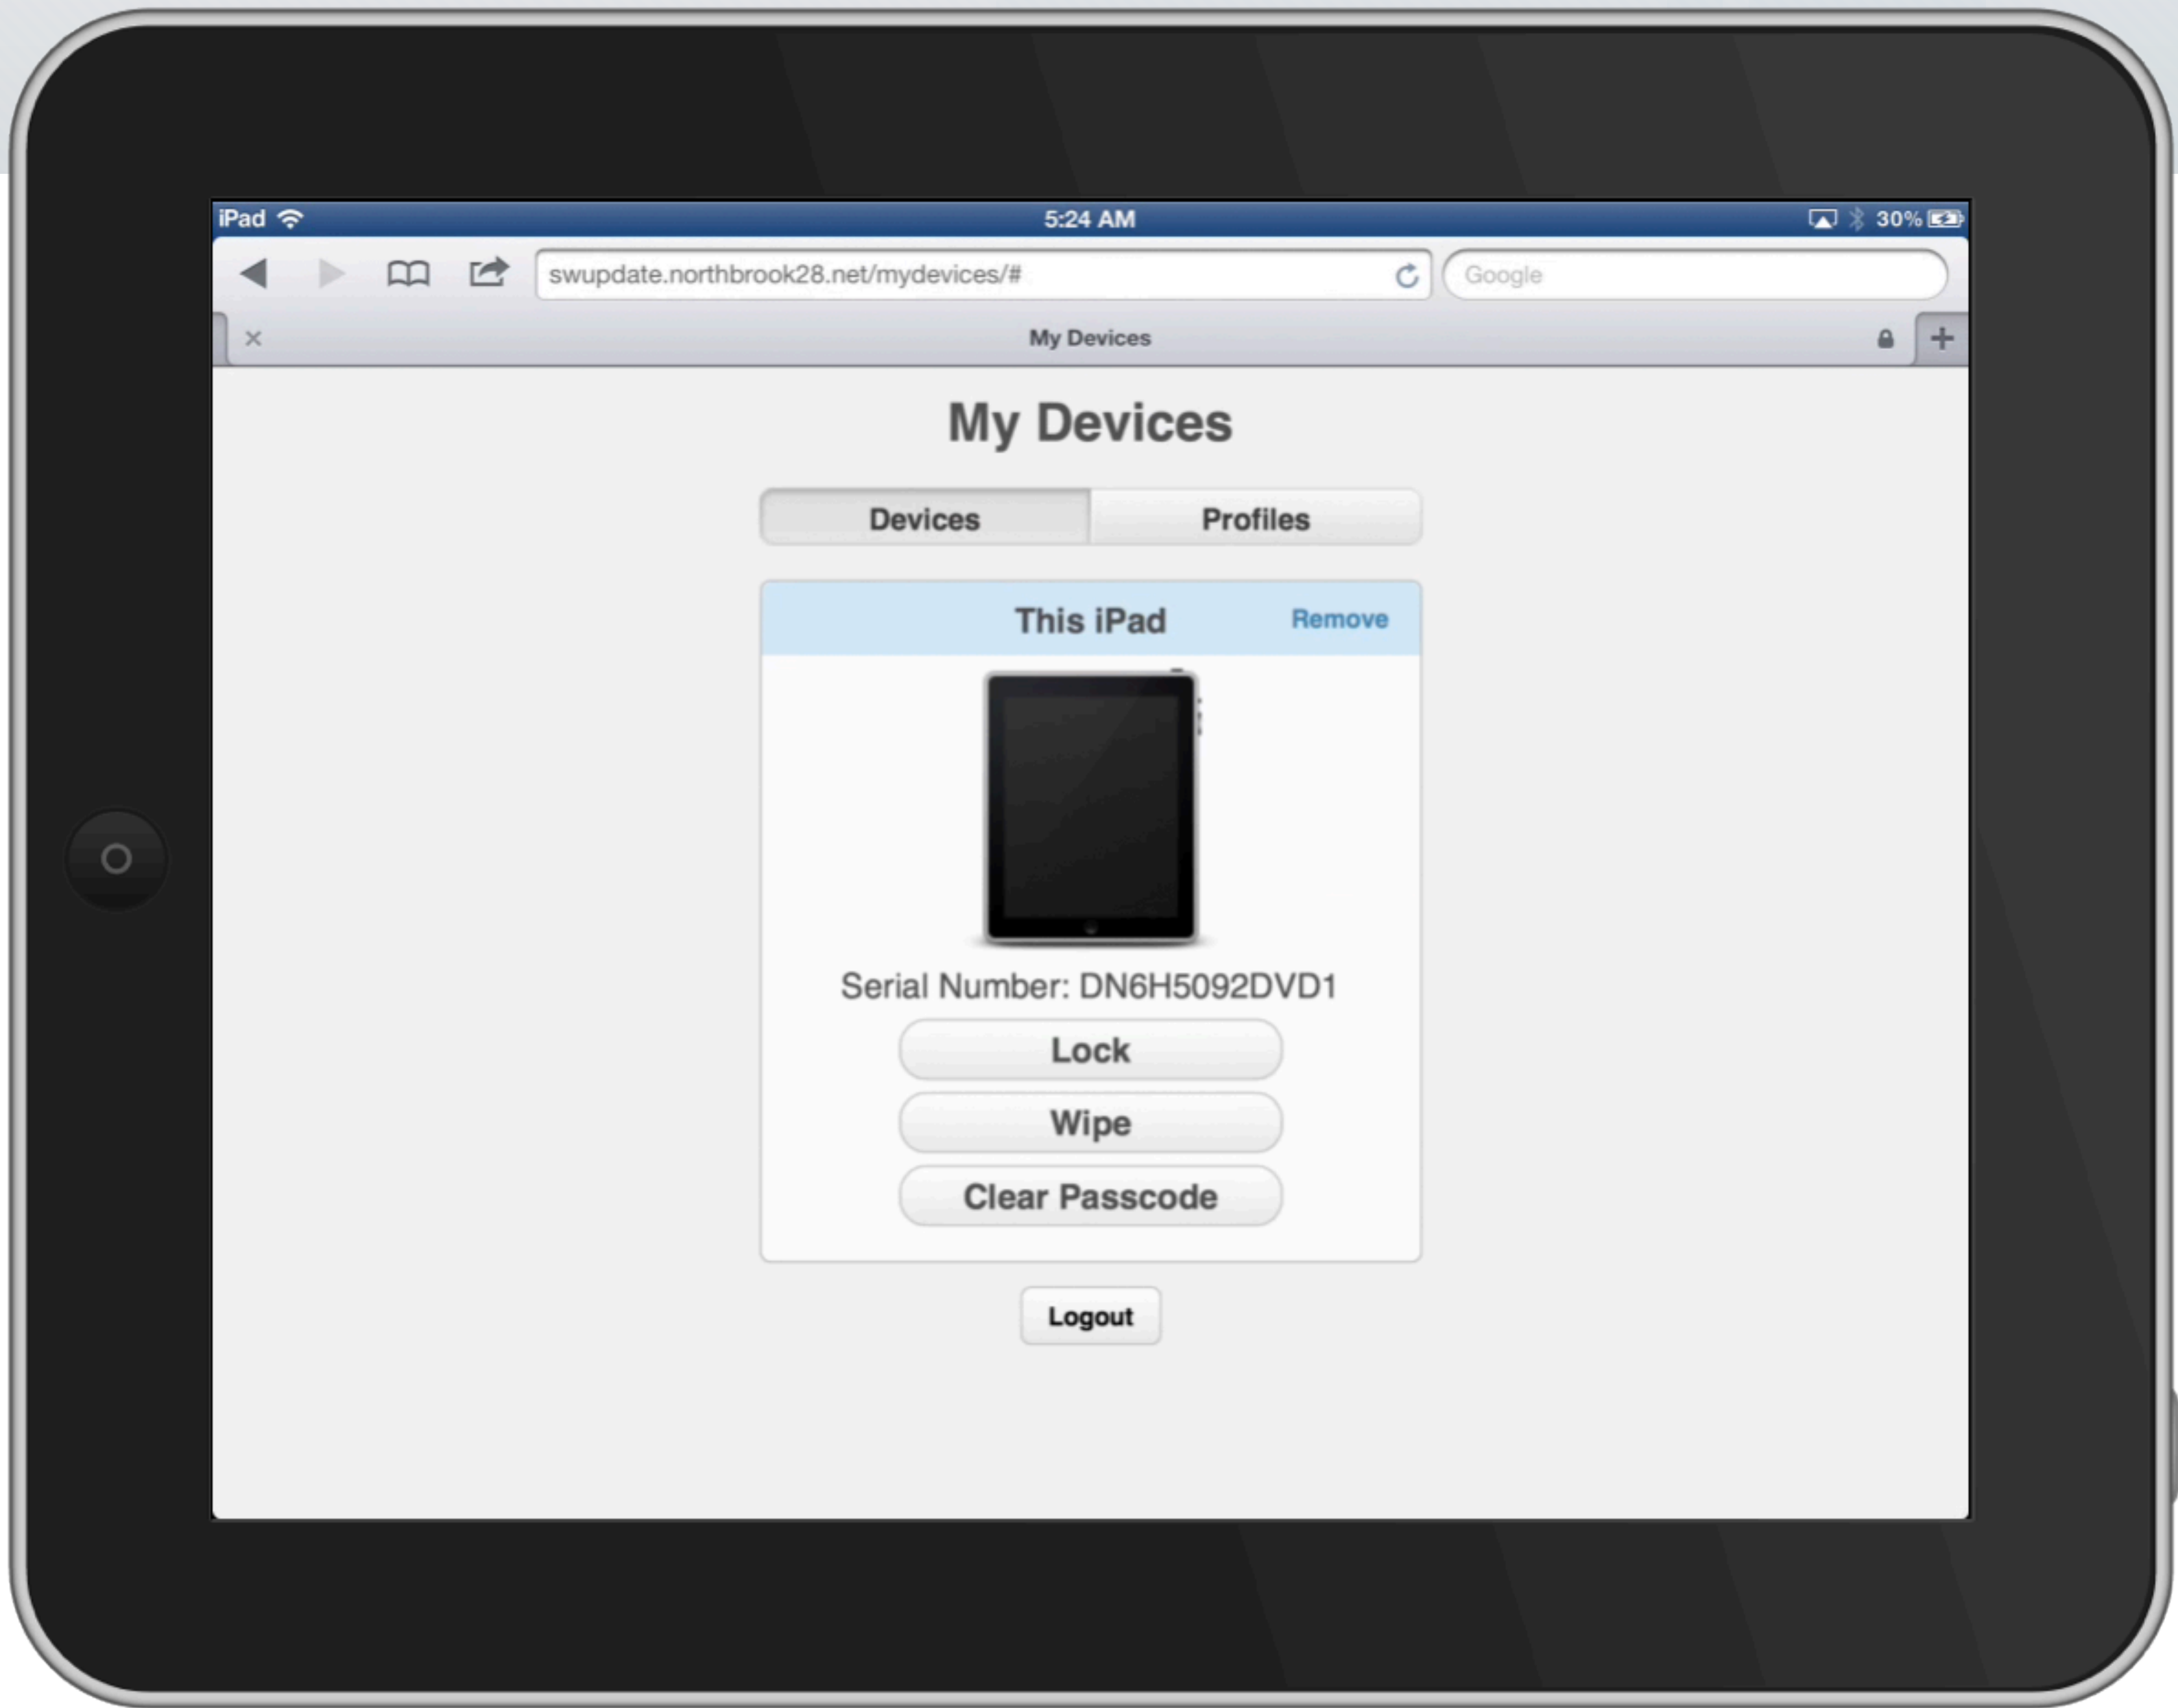 iPad 5:24 AM 30%
swupdate.northbrook28.net/mydevices/# Google
My Devices
My Devices
Devices Profiles
This iPad Remove
Serial Number: DN6H5092DVD1
Lock
Wipe
Clear Passcode
Logout